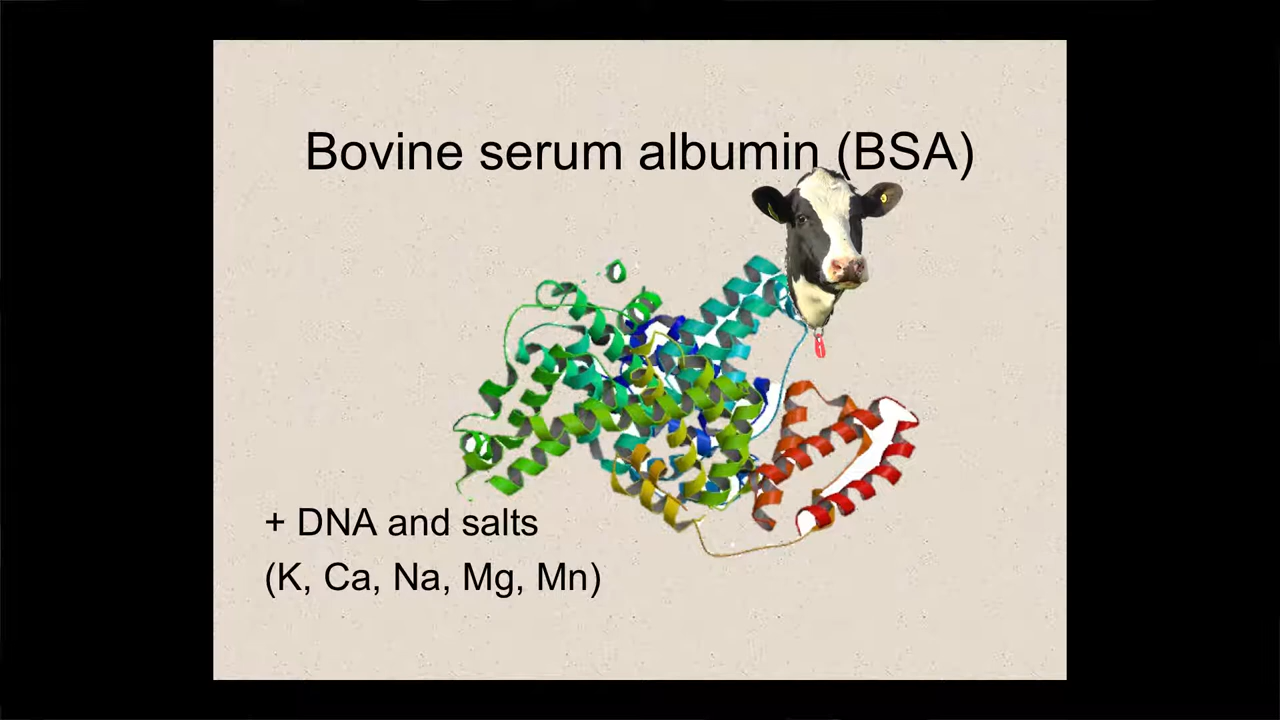 Bovine serum albumin (BSA)
+ DNA and salts
(K, Ca, Na, Mg, Mn)